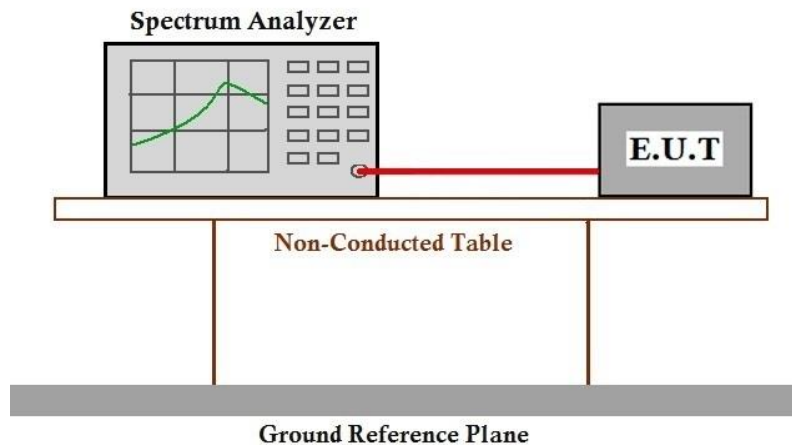 Spectrum Analyzer
E.U.T
Non-Conducted Table
Ground Reference Plane